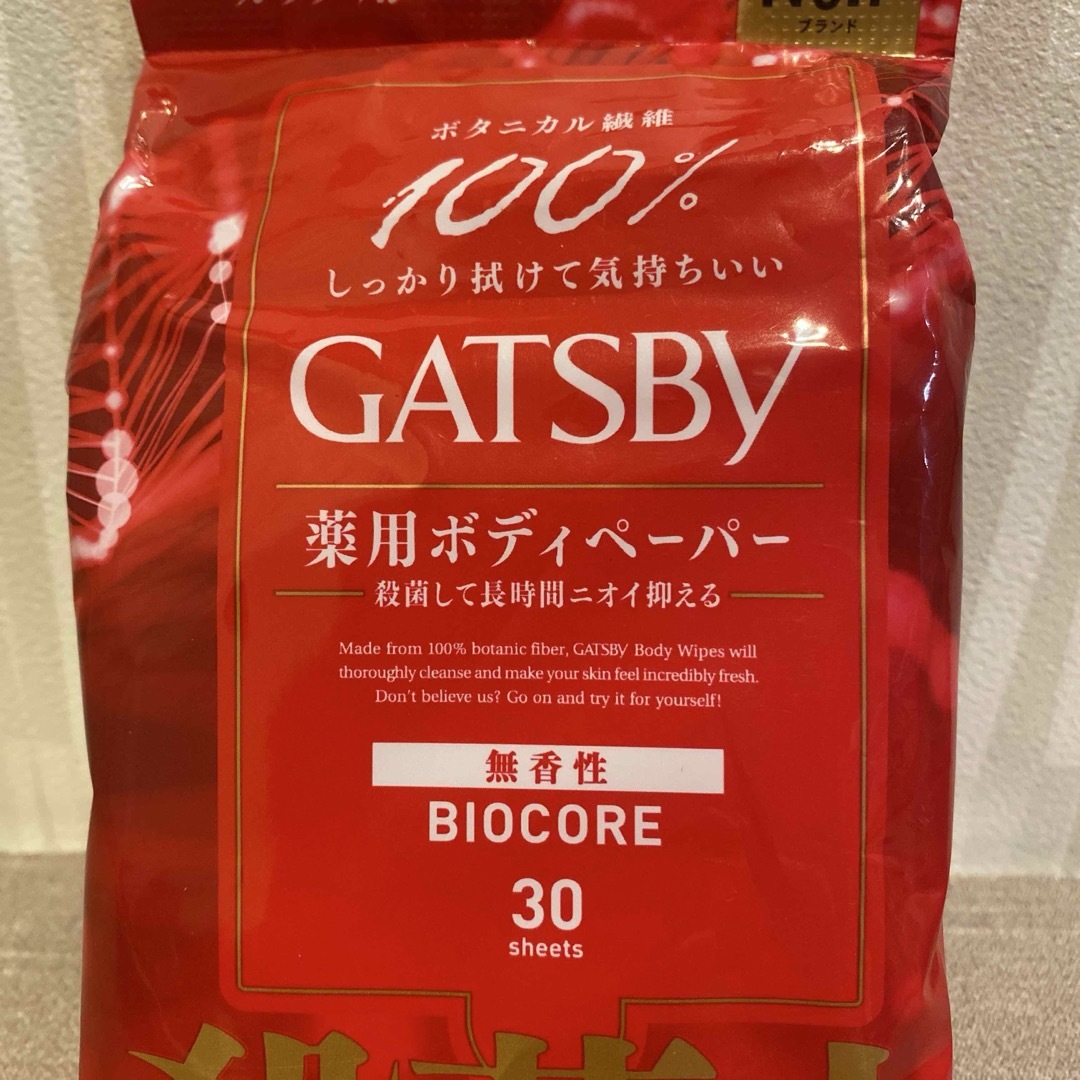 ブランド
ボタニカル繊維
100%
しっかり拭けて気持ちいい
GATSBY
薬用ボディペーパー
殺菌して長時間ニオイ抑える
Made from 100% botanic fiber, GATSBY Body Wipes will
thoroughly cleanse and make your skin feel incredibly fresh.
Don't believe us? Go on and try it for yourself!
無香性
BIOCORE
30
sheets